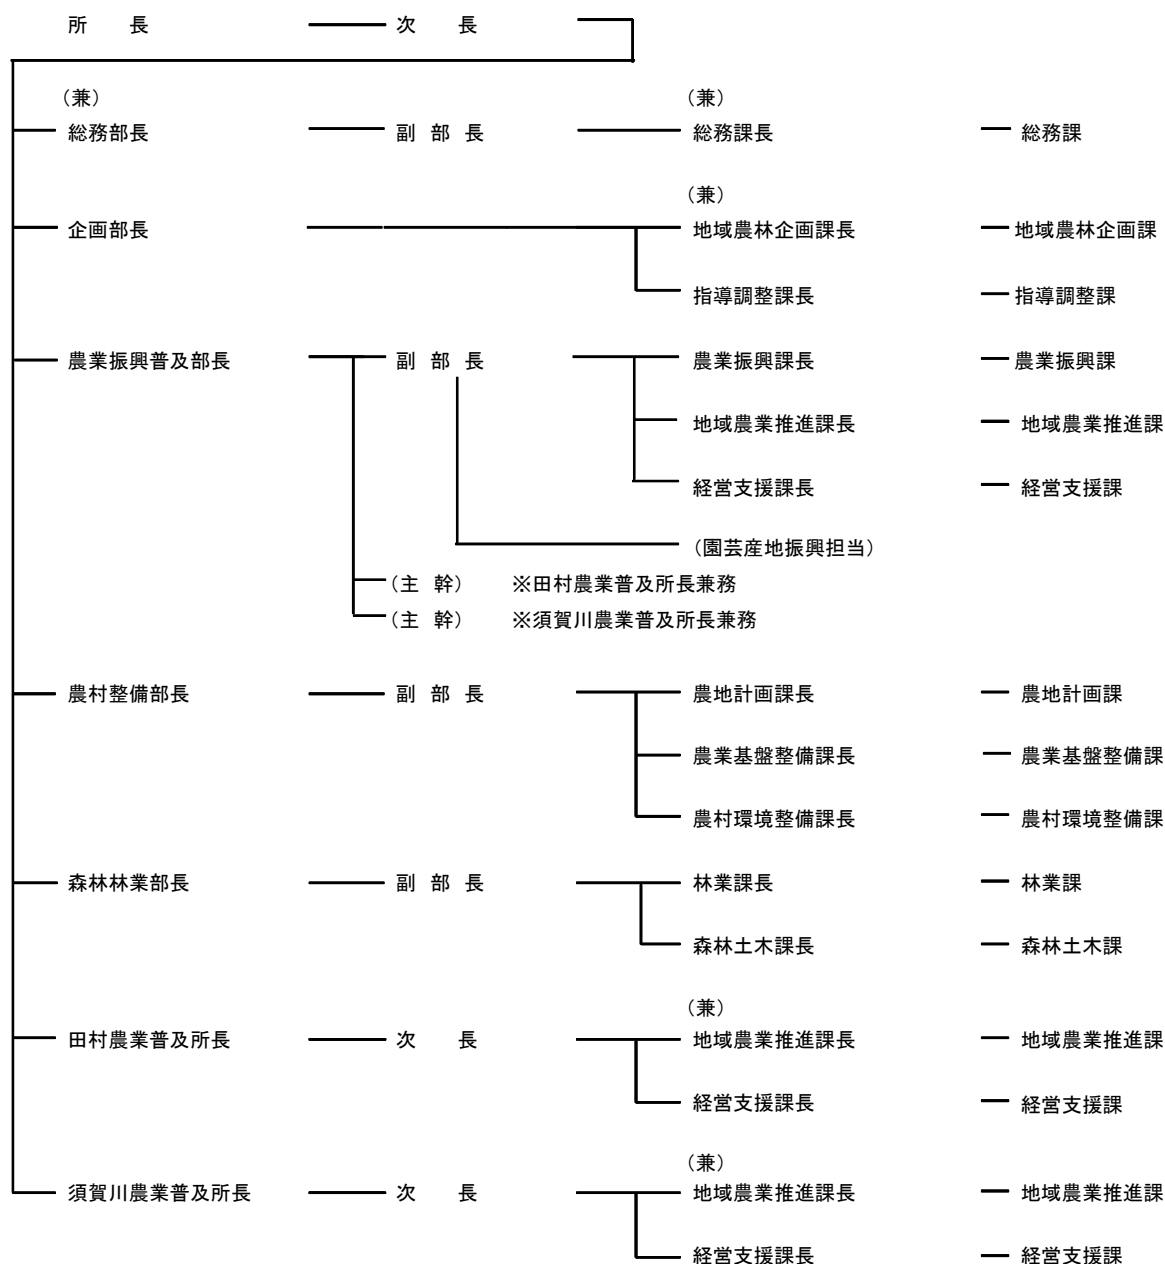 所　長　次　長
（兼）　（兼）
総務部長　副 部 長　総務課長　総務課
（兼）
企画部長　地域農林企画課長　地域農林企画課
指導調整課長　指導調整課
農業振興普及部長　副 部 長　農業振興課長　農業振興課
地域農業推進課長　地域農業推進課
経営支援課長　経営支援課
（園芸産地振興担当）
（主　幹）　※田村農業普及所長兼務
（主　幹）　※須賀川農業普及所長兼務
農村整備部長　副 部 長　農地計画課長　農地計画課
農業基盤整備課長　農業基盤整備課
農村環境整備課長　農村環境整備課
森林林業部長　副 部 長　林業課長　林業課
森林土木課長　森林土木課
（兼）
田村農業普及所長　次　長　地域農業推進課長　地域農業推進課
経営支援課長　経営支援課
（兼）
須賀川農業普及所長　次　長　地域農業推進課長　地域農業推進課
経営支援課長　経営支援課